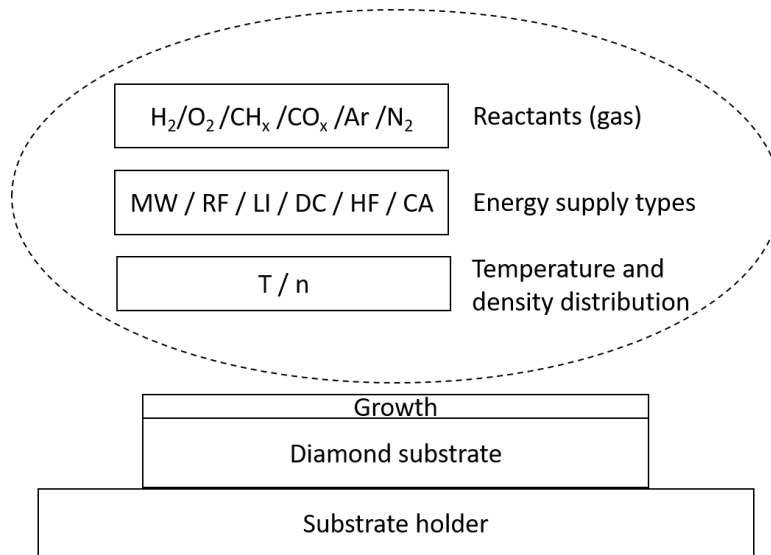 H₂/O₂ /CHₓ /COₓ /Ar /N₂ Reactants (gas)
MW / RF / LI / DC / HF / CA Energy supply types
T / n Temperature and
density distribution
Growth
Diamond substrate
Substrate holder